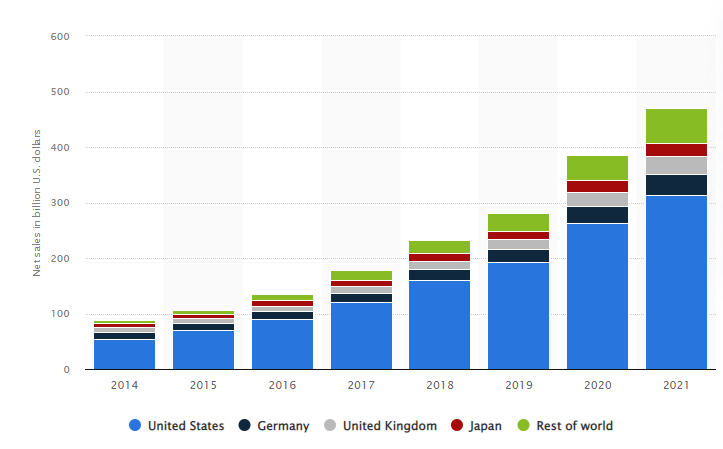 600
500
400
300
200
100
0
Net sales in billion U.S. dollars
2014 2015 2016 2017 2018 2019 2020 2021
United States Germany United Kingdom Japan Rest of world